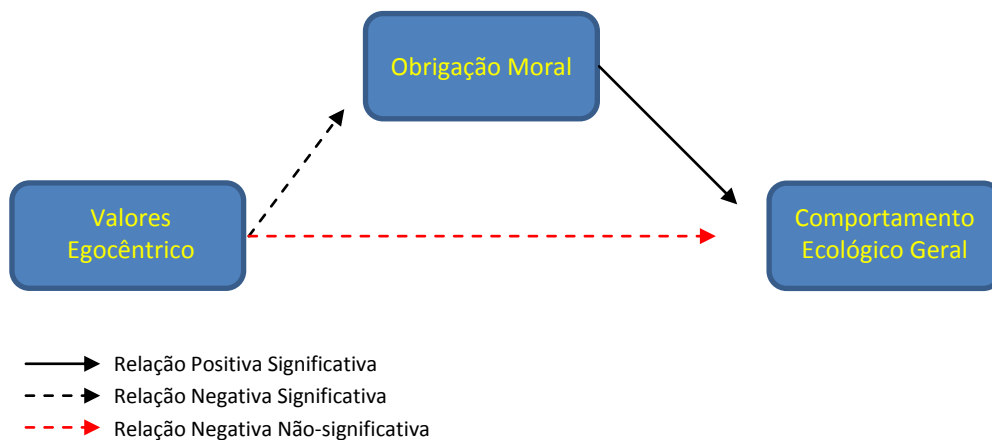 Obrigação Moral
Valores
Egocêntrico
Comportamento
Ecológico Geral
Relação Positiva Significativa
Relação Negativa Significativa
Relação Negativa Não-significativa